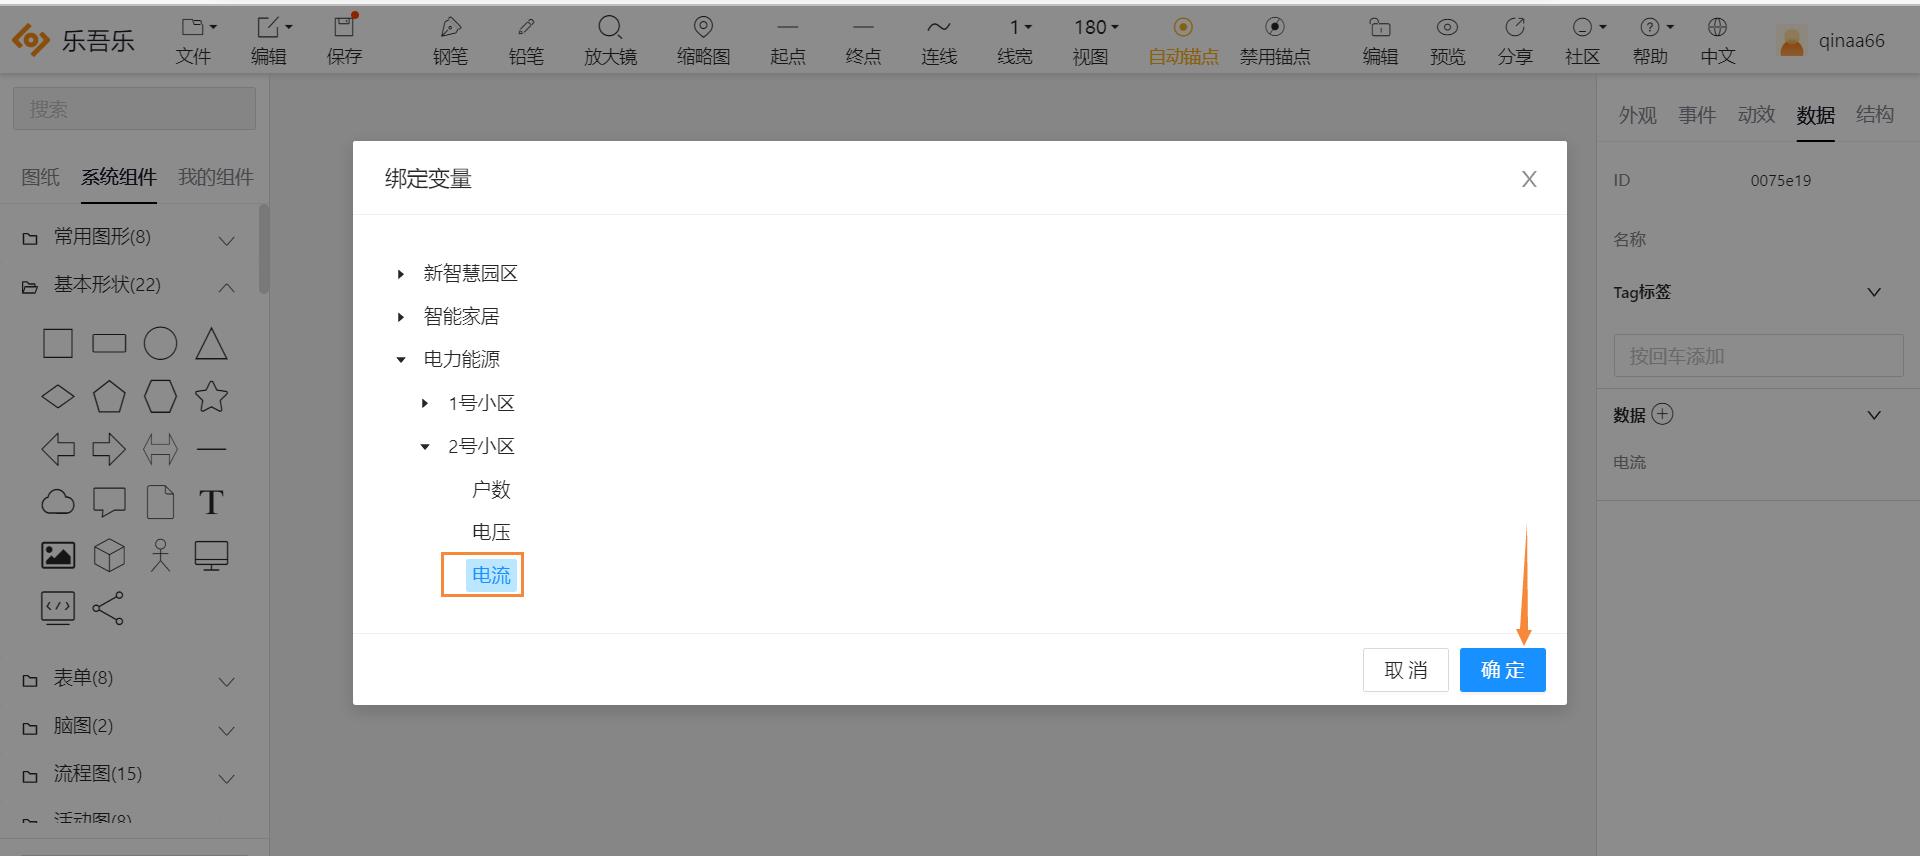 乐吾乐
文件
编辑
保存
钢笔
铅笔
放大镜
缩略图
起点
终点
连线
1
线宽
180
视图
自动锚点
禁用锚点
编辑
预览
分享
社区
帮助
中文
qinaa66
搜索
图纸 系统组件 我的组件
常用图形(8)
基本形状(22)
T
表单(8)
脑图(2)
流程图(15)
活动图(8)
绑定变量
X
新智慧园区
智能家居
电力能源
1号小区
2号小区
户数
电压
电流
取 消
确 定
外观 事件 动效 数据 结构
ID 0075e19
名称
Tag标签
按回车添加
数据
电流